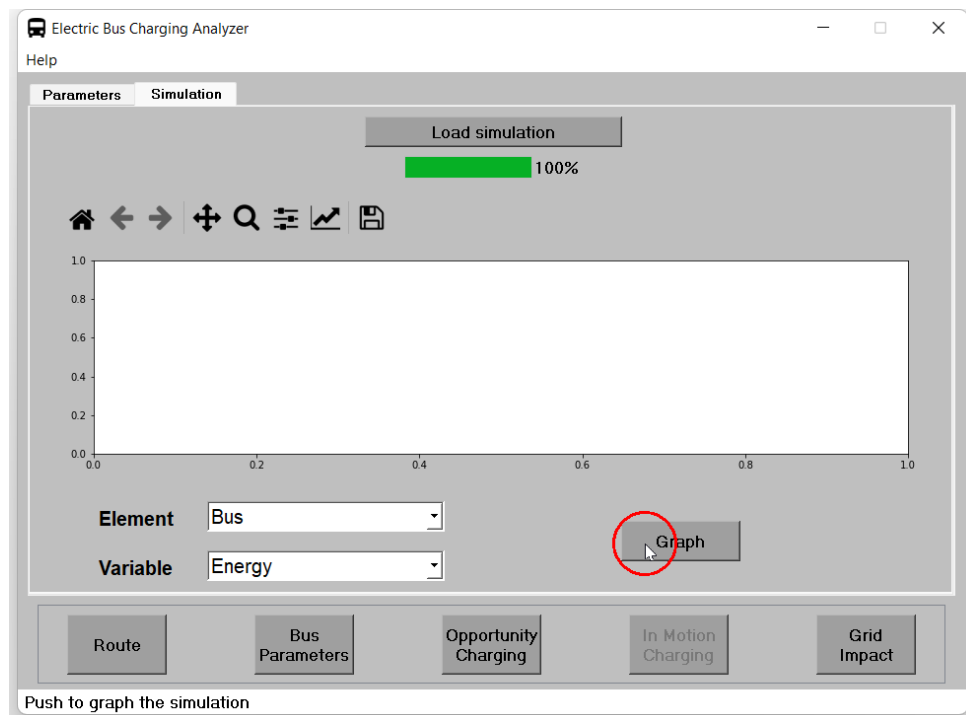 Electric Bus Charging Analyzer
Help
Parameters Simulation
Load simulation
100%
1.0
0.8
0.6
0.4
0.2
0.0
0.0 0.2 0.4 0.6 0.8 1.0
Element Bus
Graph
Variable Energy
Route
Bus
Parameters
Opportunity
Charging
In Motion
Charging
Grid
Impact
Push to graph the simulation